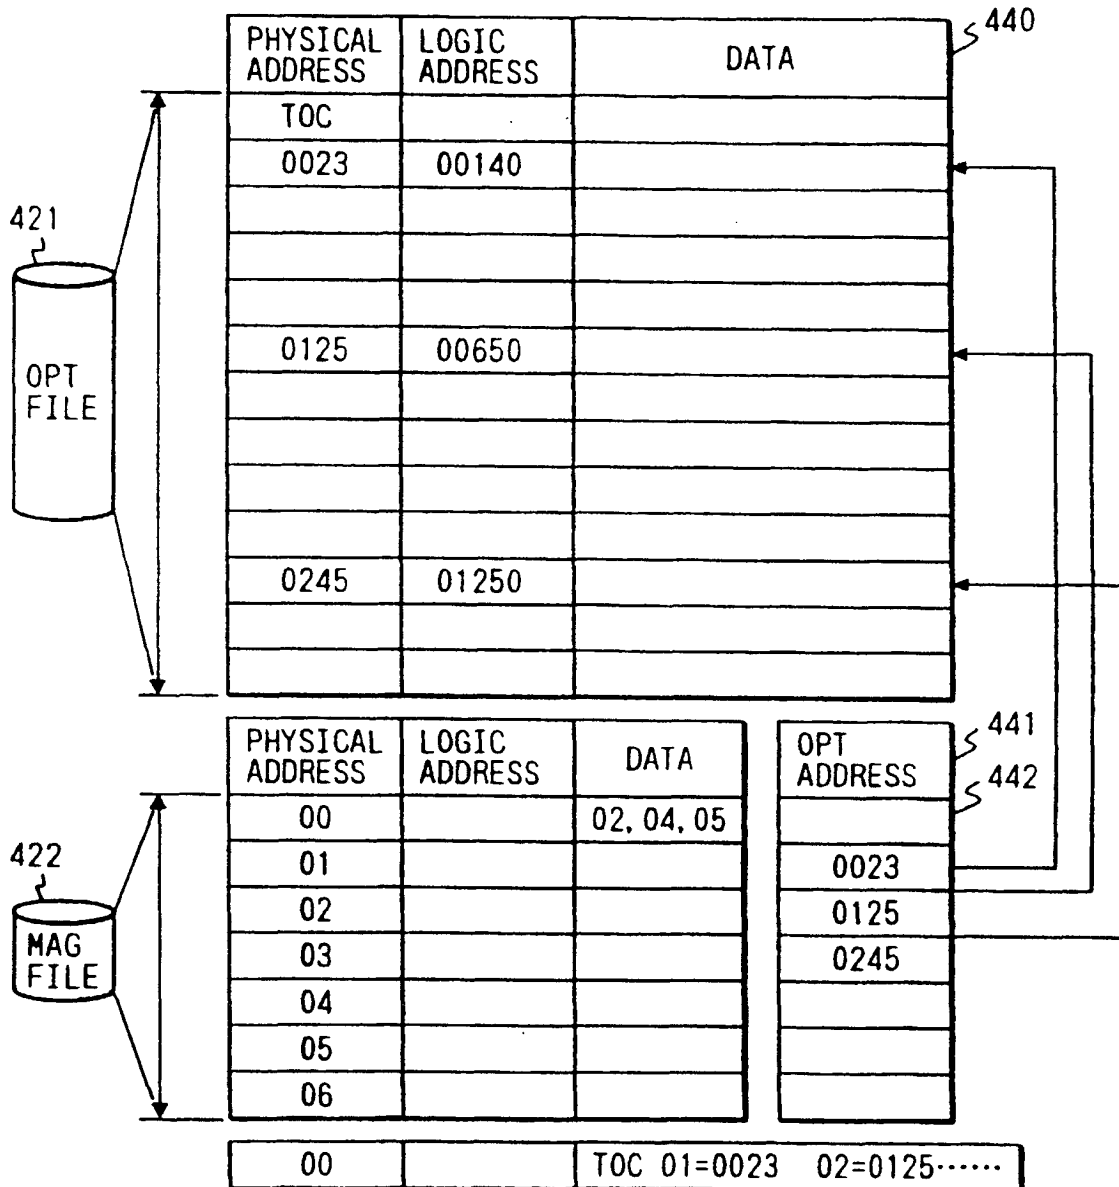 PHYSICAL ADDRESS LOGIC ADDRESS DATA 440
TOC
0023 00140
421
0125 00650
OPT
FILE
0245 01250
PHYSICAL ADDRESS LOGIC ADDRESS DATA OPT ADDRESS 441
442
00 02, 04, 05
422
01 0023
02 0125
MAG
FILE
03 0245
04
05
06
00 TOC 01=0023 02=0125······